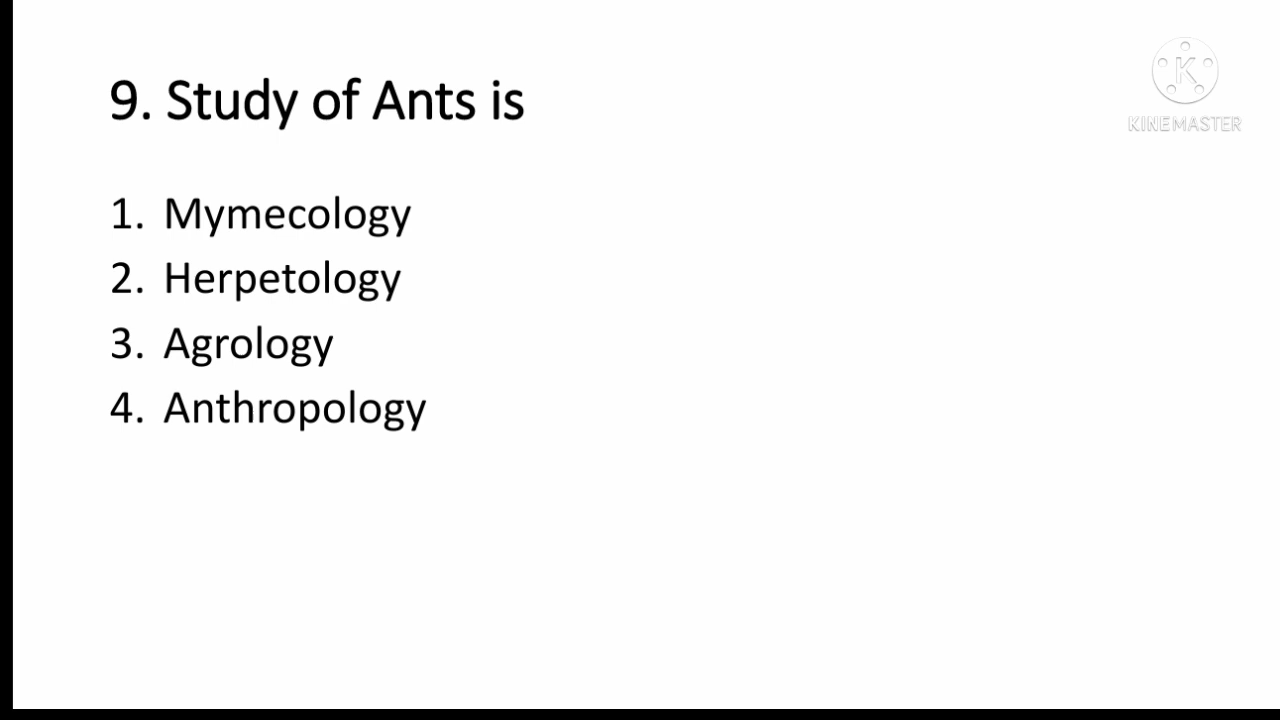 9. Study of Ants is
KINEMASTER
1. Mymecology
2. Herpetology
3. Agrology
4. Anthropology